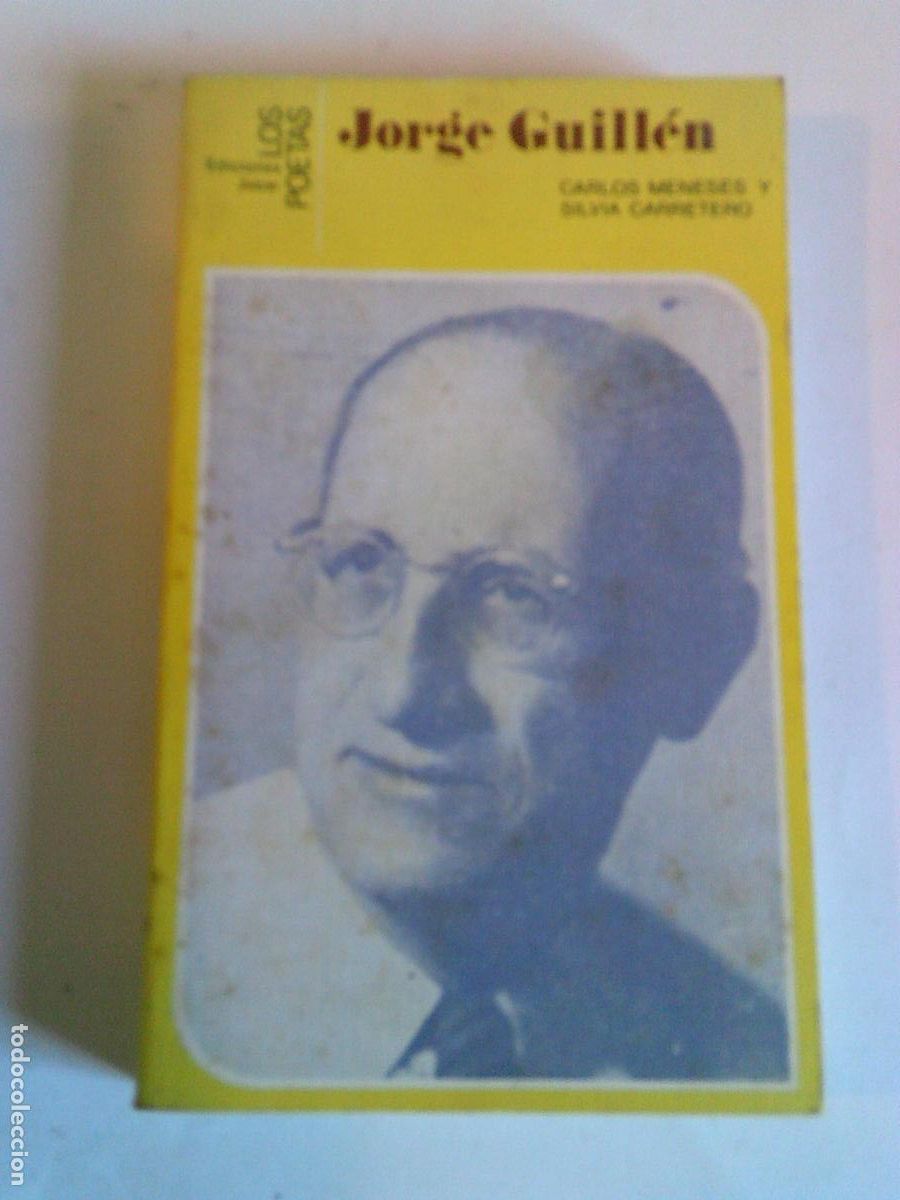 Jorge Guillén
CARLOS MENESES Y
SILVIA CARRETERO
LOS
POETAS
Ediciones
Júcar
todocoleccion